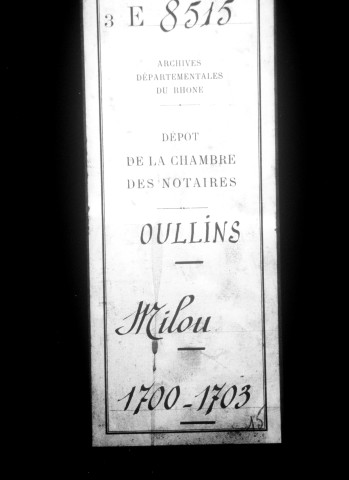 3 E 8515
ARCHIVES
DÉPARTEMENTALES
DU RHONE
DÉPOT
DE LA CHAMBRE
DES NOTAIRES
OULLINS
Milou
1700-1703